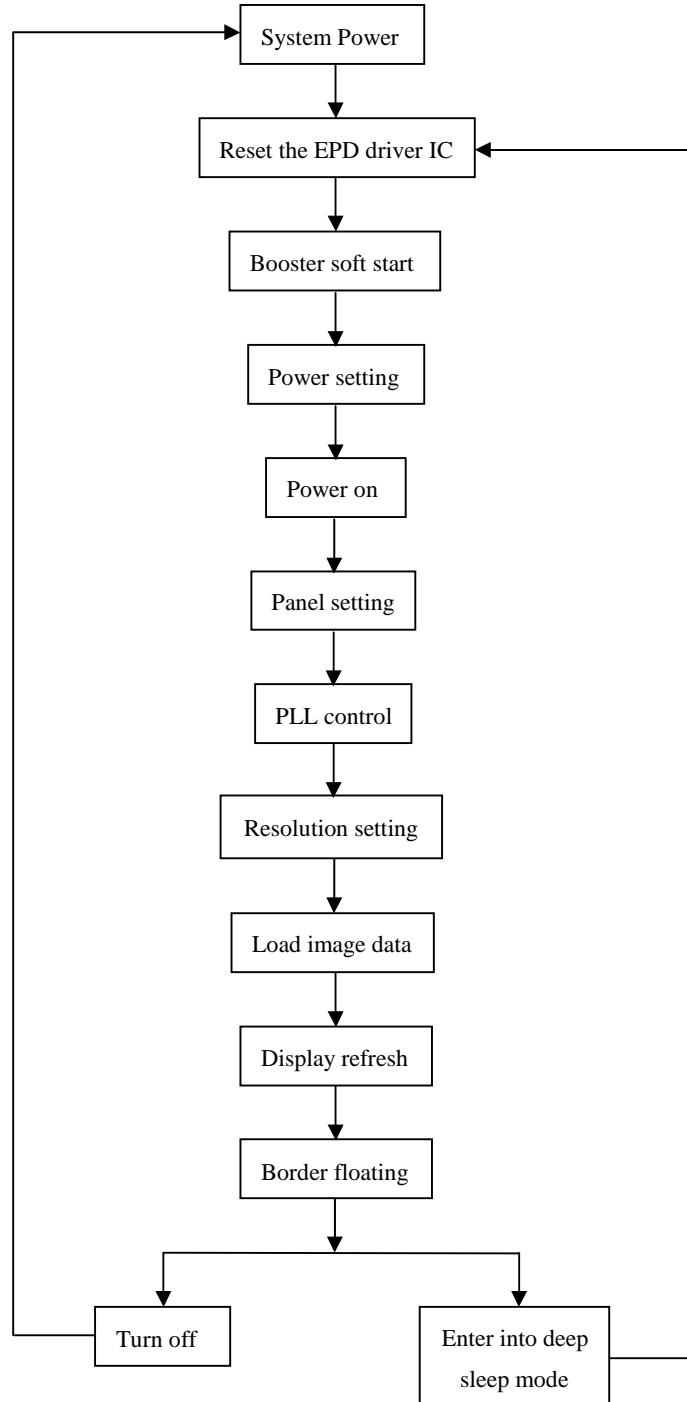 System Power
Reset the EPD driver IC
Booster soft start
Power setting
Power on
Panel setting
PLL control
Resolution setting
Load image data
Display refresh
Border floating
Turn off
Enter into deep
sleep mode